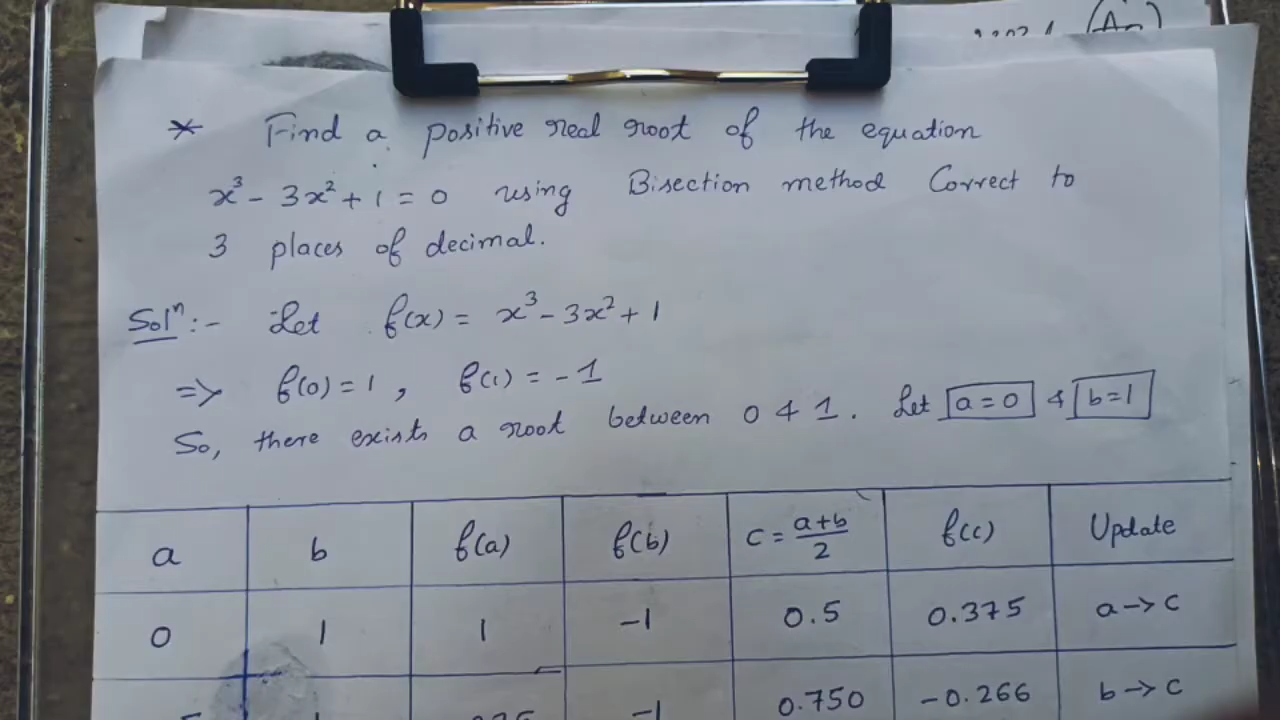 * Find a positive real root of the equation
x³ - 3x² + 1 = 0 using Bisection method Correct to
3 places of decimal.
Solⁿ:- Let f(x) = x³ - 3x² + 1
=> f(0) = 1, f(1) = -1
So, there exists a root between 0 & 1. Let a=0 & b=1
a b f(a) f(b) c = a+b/2 f(c) Update
0 1 1 -1 0.5 0.375 a -> c
-1 0.750 -0.266 b -> c